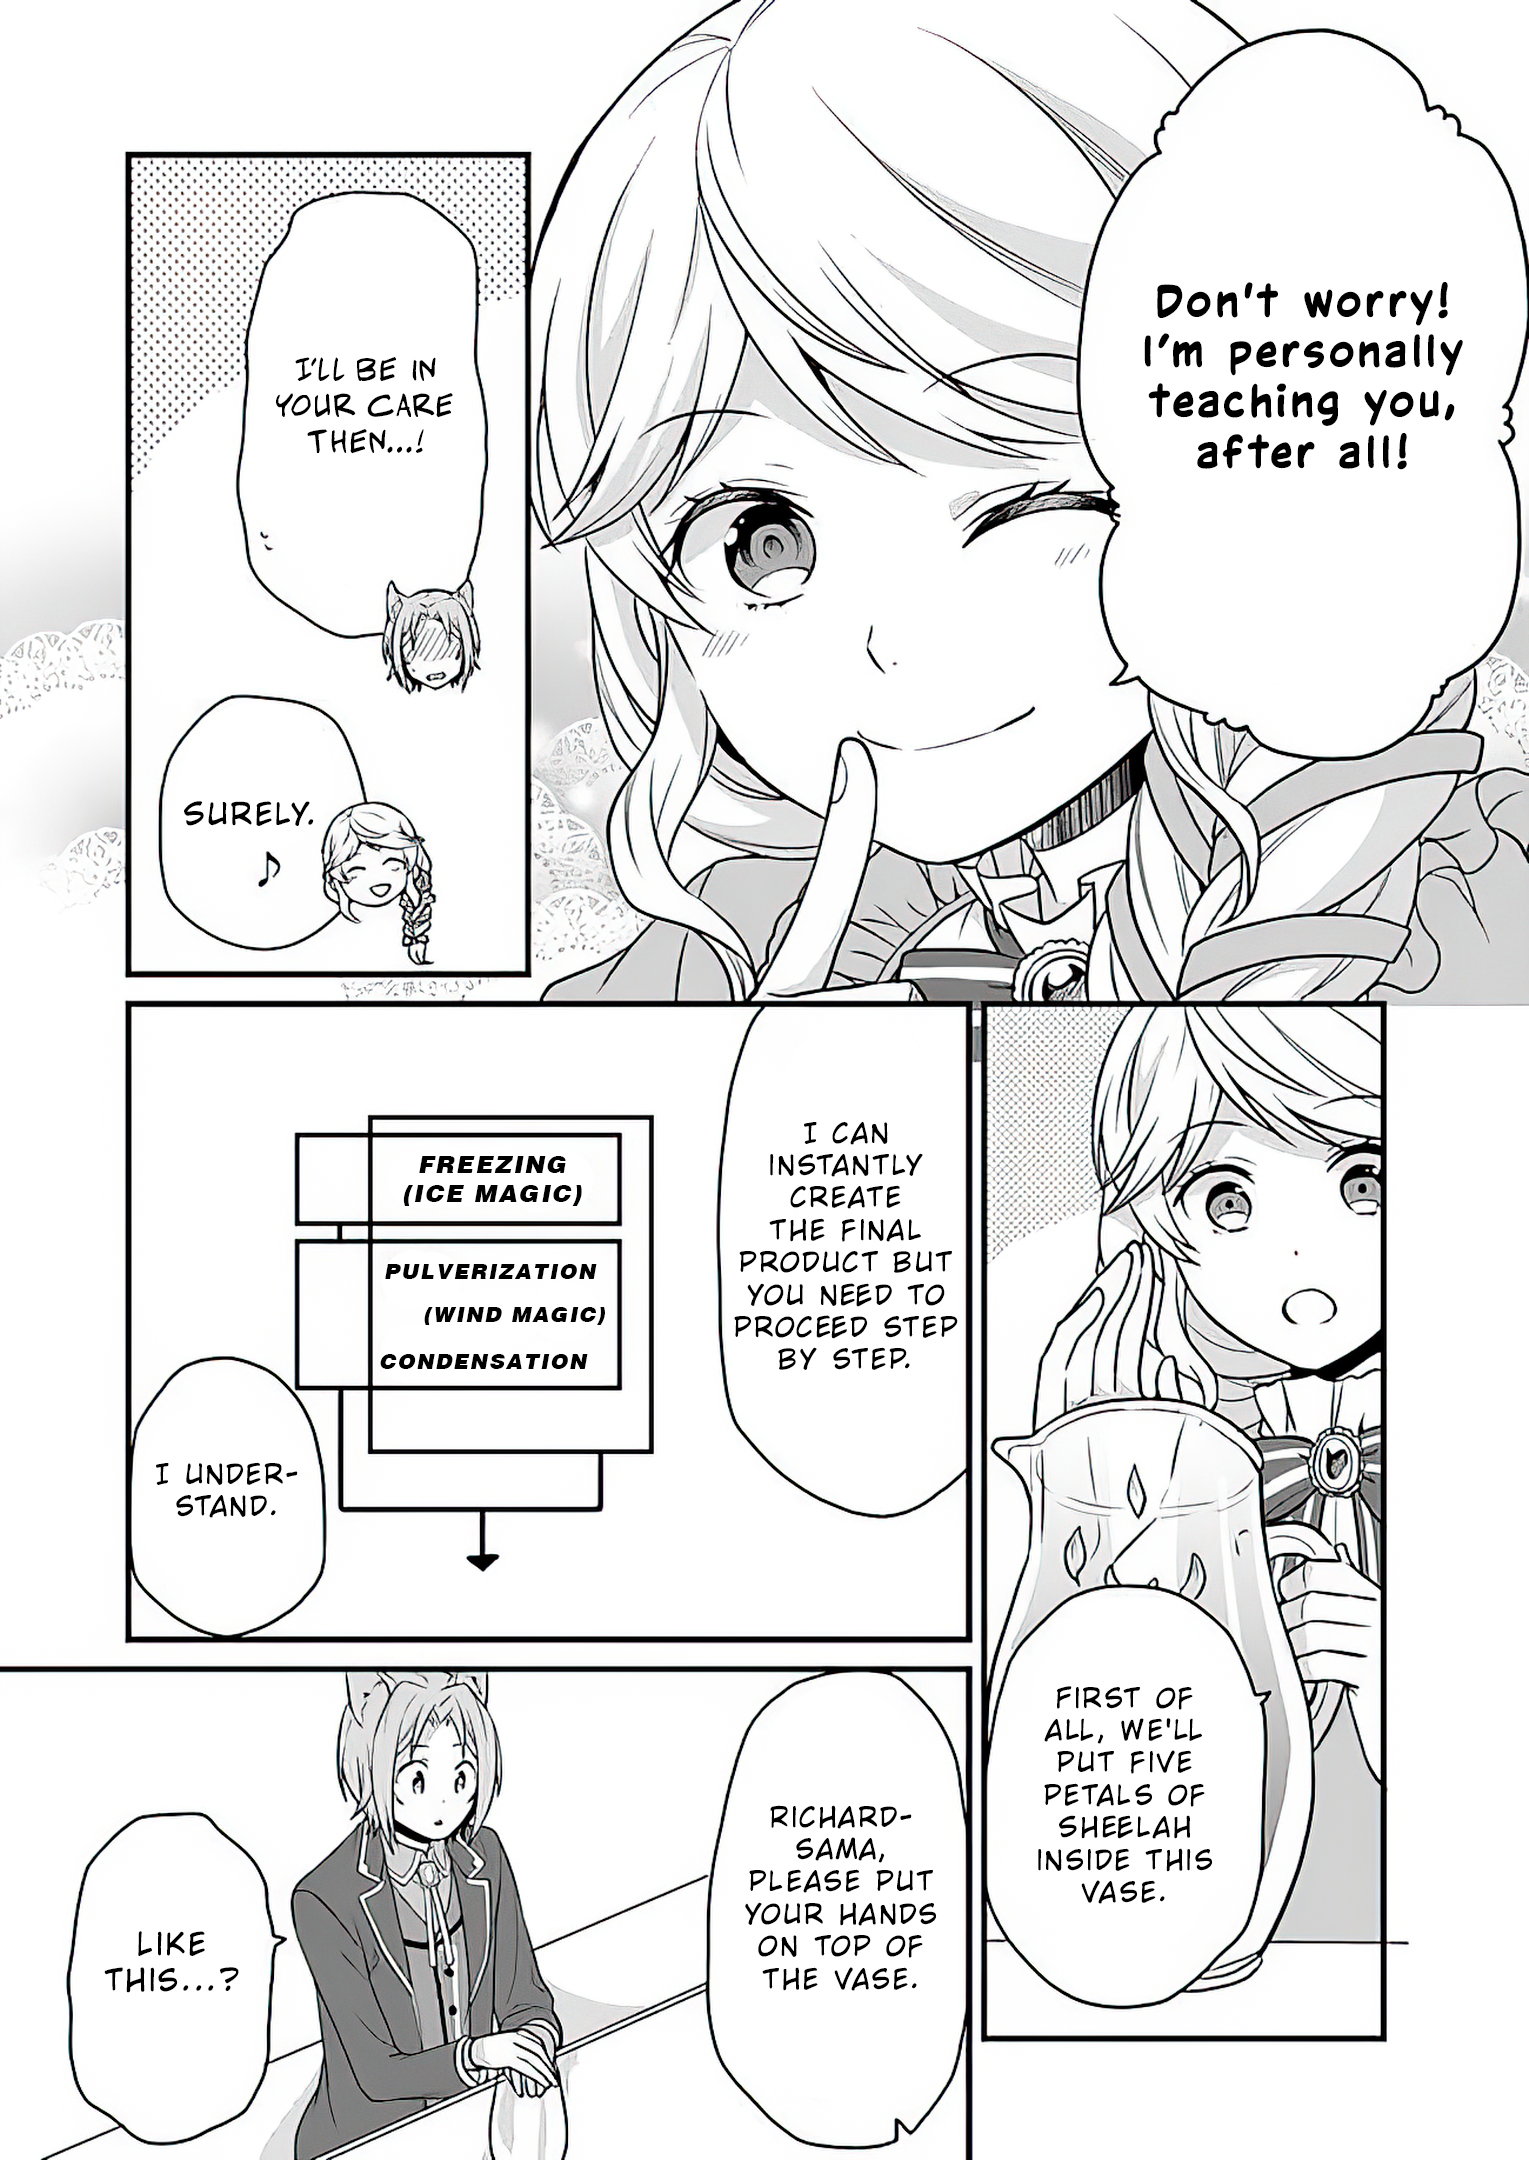 Don't worry!
I'm personally
teaching you,
after all!
I'LL BE IN
YOUR CARE
THEN...!
SURELY.
♪
FIRST OF
ALL, WE'LL
PUT FIVE
PETALS OF
SHEELAH
INSIDE THIS
VASE.
I CAN
INSTANTLY
CREATE
THE FINAL
PRODUCT BUT
YOU NEED TO
PROCEED STEP
BY STEP.
FREEZING
(ICE MAGIC)
PULVERIZATION
(WIND MAGIC)
CONDENSATION
I UNDER-
STAND.
RICHARD-
SAMA,
PLEASE PUT
YOUR HANDS
ON TOP OF
THE VASE.
LIKE
THIS...?